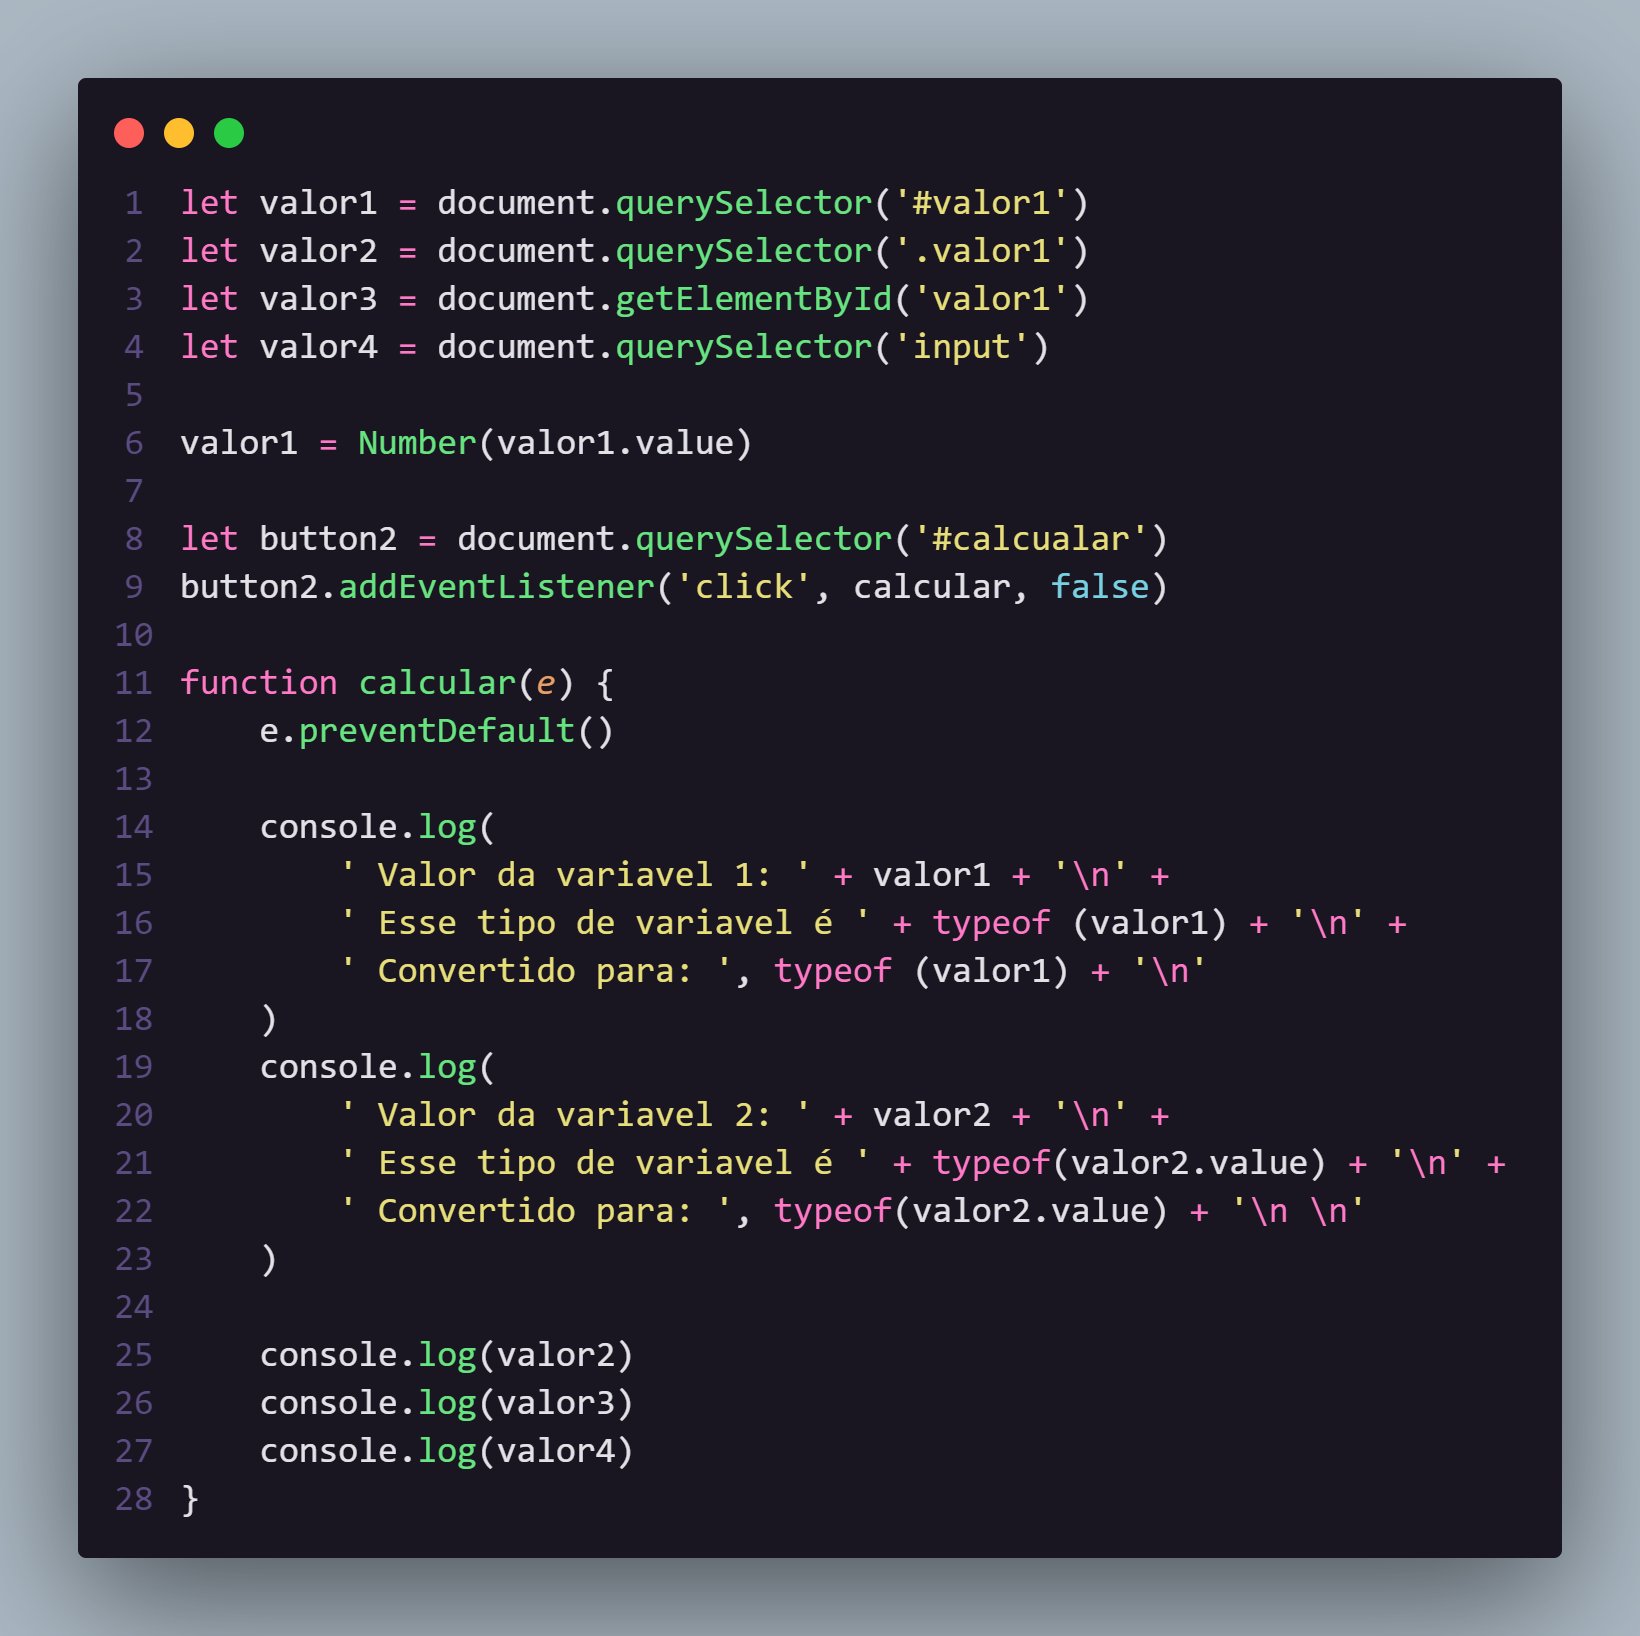 1 let valor1 = document.querySelector('#valor1')
2 let valor2 = document.querySelector('.valor1')
3 let valor3 = document.getElementById('valor1')
4 let valor4 = document.querySelector('input')
5
6 valor1 = Number(valor1.value)
7
8 let button2 = document.querySelector('#calcualar')
9 button2.addEventListener('click', calcular, false)
10
11 function calcular(e) {
12     e.preventDefault()
13
14     console.log(
15         ' Valor da variavel 1: ' + valor1 + '\n' +
16         ' Esse tipo de variavel é ' + typeof (valor1) + '\n' +
17         ' Convertido para: ', typeof (valor1) + '\n'
18     )
19     console.log(
20         ' Valor da variavel 2: ' + valor2 + '\n' +
21         ' Esse tipo de variavel é ' + typeof(valor2.value) + '\n' +
22         ' Convertido para: ', typeof(valor2.value) + '\n \n'
23     )
24
25     console.log(valor2)
26     console.log(valor3)
27     console.log(valor4)
28 }